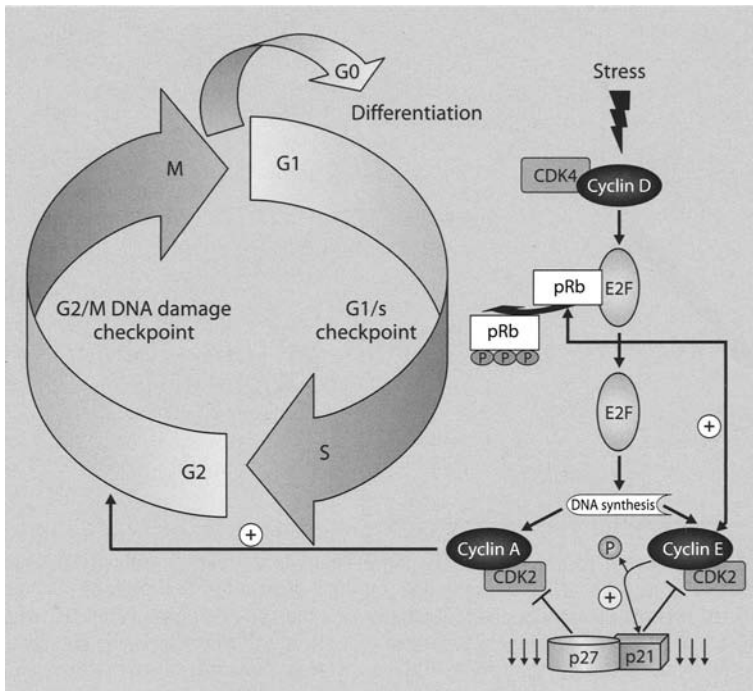 G0
Differentiation
M
G1
G2/M DNA damage
checkpoint
G1/s
checkpoint
G2
S
+
Stress
CDK4
Cyclin D
pRb
E2F
pRb
P P P
E2F
+
DNA synthesis
Cyclin A
CDK2
P
Cyclin E
CDK2
+
p27
p21